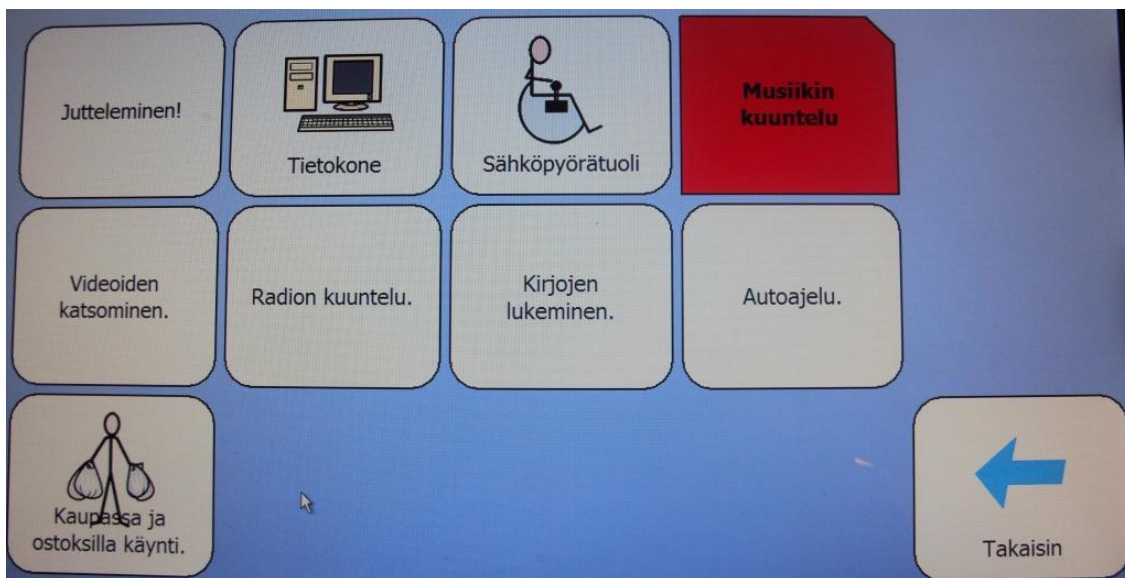 Jutteleminen!
Tietokone
Sähköpyörätuoli
Musiikin
kuuntelu
Videoiden
katsominen.
Radion kuuntelu.
Kirjojen
lukeminen.
Autoajelu.
Kaupassa ja
ostoksilla käynti.
Takaisin